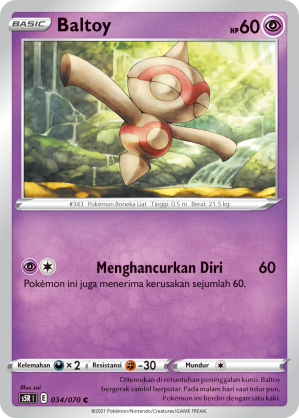 BASIC Baltoy HP60
#343 Pokémon Boneka Liat Tinggi: 0.5 m Berat: 21.5 kg
Menghancurkan Diri 60
Pokémon ini juga menerima kerusakan sejumlah 60.
Kelemahan ×2 Resistansi -30 Mundur
Illus. sui
Ditemukan di reruntuhan peninggalan kuno. Baltoy
bergerak sambil berputar. Pada malam hari saat tidur pun,
Pokémon ini berdiri dengan satu kaki.
s5R I E 034/070 C
©2021 Pokémon/Nintendo/Creatures/GAME FREAK